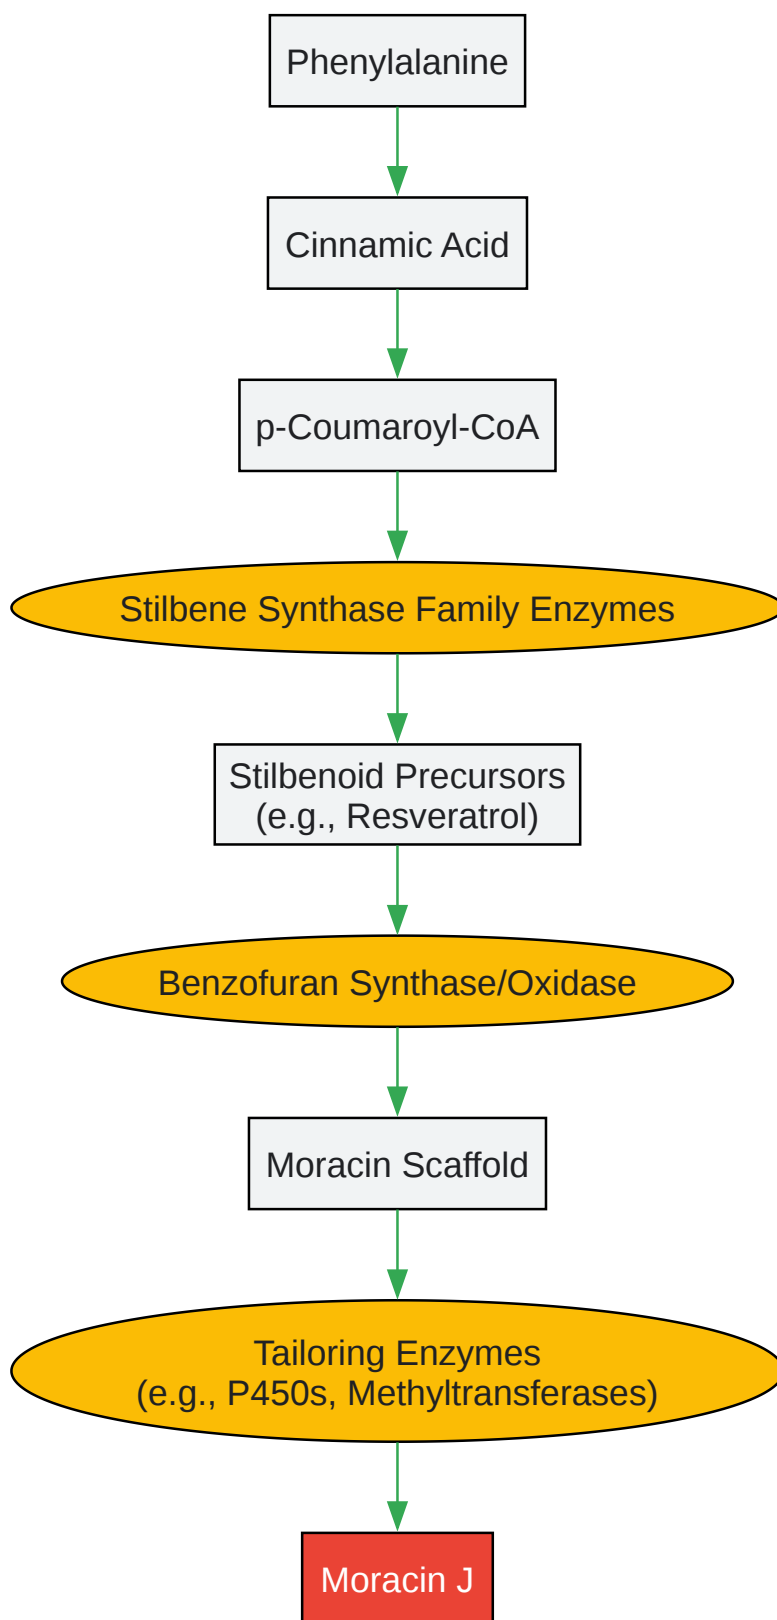 Phenylalanine
Cinnamic Acid
p-Coumaroyl-CoA
Stilbene Synthase Family Enzymes
Stilbenoid Precursors
(e.g., Resveratrol)
Benzofuran Synthase/Oxidase
Moracin Scaffold
Tailoring Enzymes
(e.g., P450s, Methyltransferases)
Moracin J